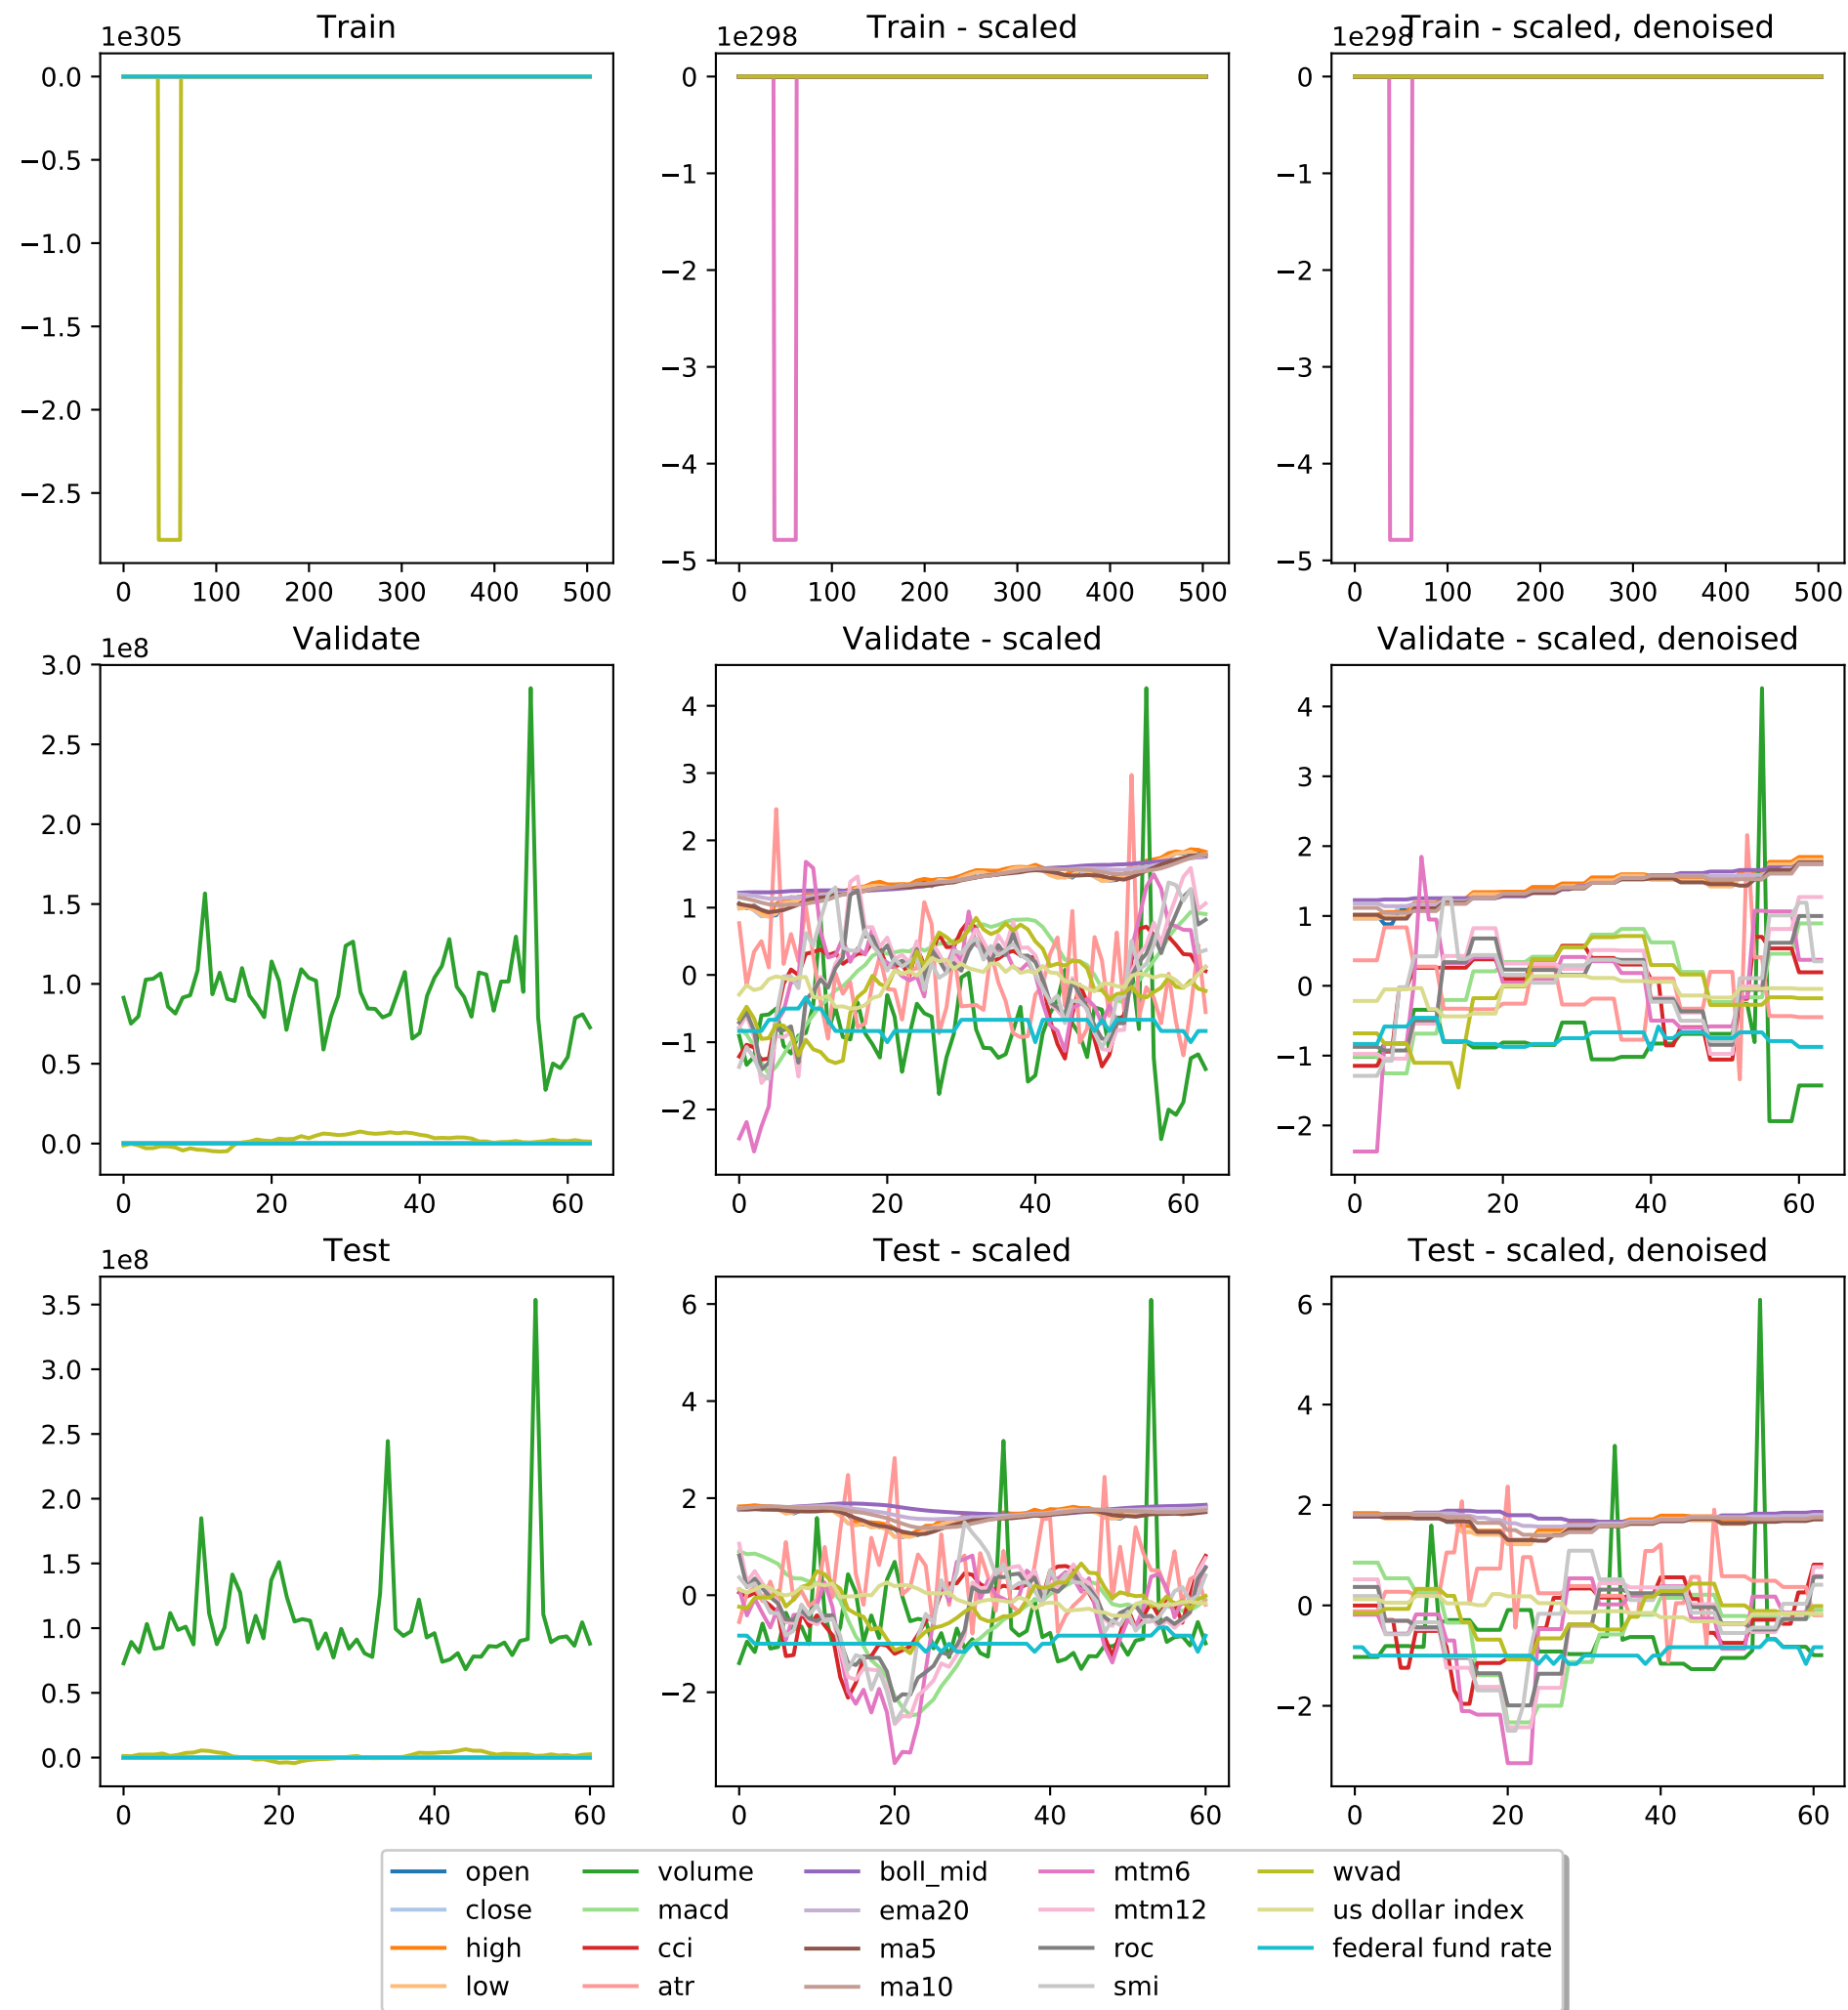 Train
1e305
0.0
−0.5
−1.0
−1.5
−2.0
−2.5
0 100 200 300 400 500
Train - scaled
1e298
0
−1
−2
−3
−4
−5
0 100 200 300 400 500
Train - scaled, denoised
1e298
0
−1
−2
−3
−4
−5
0 100 200 300 400 500
Validate
1e8
3.0
2.5
2.0
1.5
1.0
0.5
0.0
0 20 40 60
Validate - scaled
4
3
2
1
0
−1
−2
0 20 40 60
Validate - scaled, denoised
4
3
2
1
0
−1
−2
0 20 40 60
Test
1e8
3.5
3.0
2.5
2.0
1.5
1.0
0.5
0.0
0 20 40 60
Test - scaled
6
4
2
0
−2
0 20 40 60
Test - scaled, denoised
6
4
2
0
−2
0 20 40 60
open
close
high
low
volume
macd
cci
atr
boll_mid
ema20
ma5
ma10
mtm6
mtm12
roc
smi
wvad
us dollar index
federal fund rate